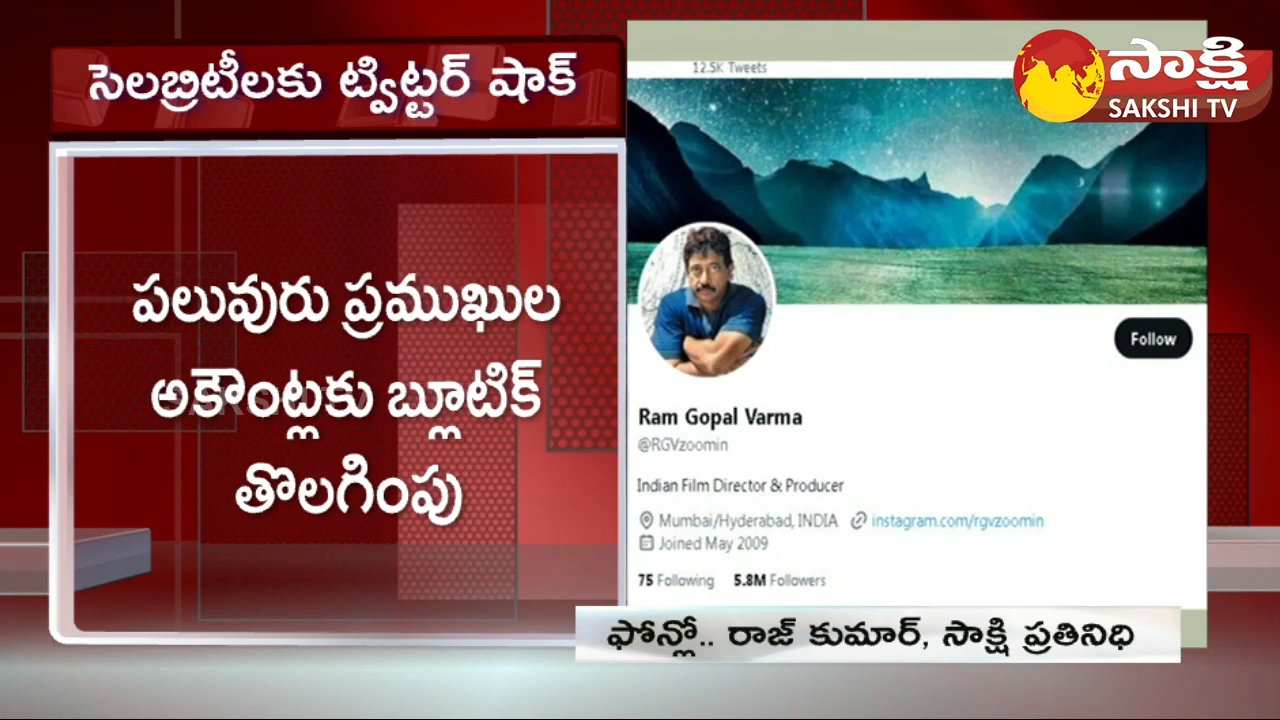 సెలబ్రిటీలకు ట్విట్టర్ షాక్
పలువురు ప్రముఖుల
అకౌంట్లకు బ్లూటిక్
తొలగింపు
12.5K Tweets
సాక్షి
SAKSHI TV
Follow
Ram Gopal Varma
@RGVzoomin
Indian Film Director & Producer
Mumbai/Hyderabad, INDIA instagram.com/rgvzoomin
Joined May 2009
75 Following 5.8M Followers
ఫోన్లో.. రాజ్ కుమార్, సాక్షి ప్రతినిధి